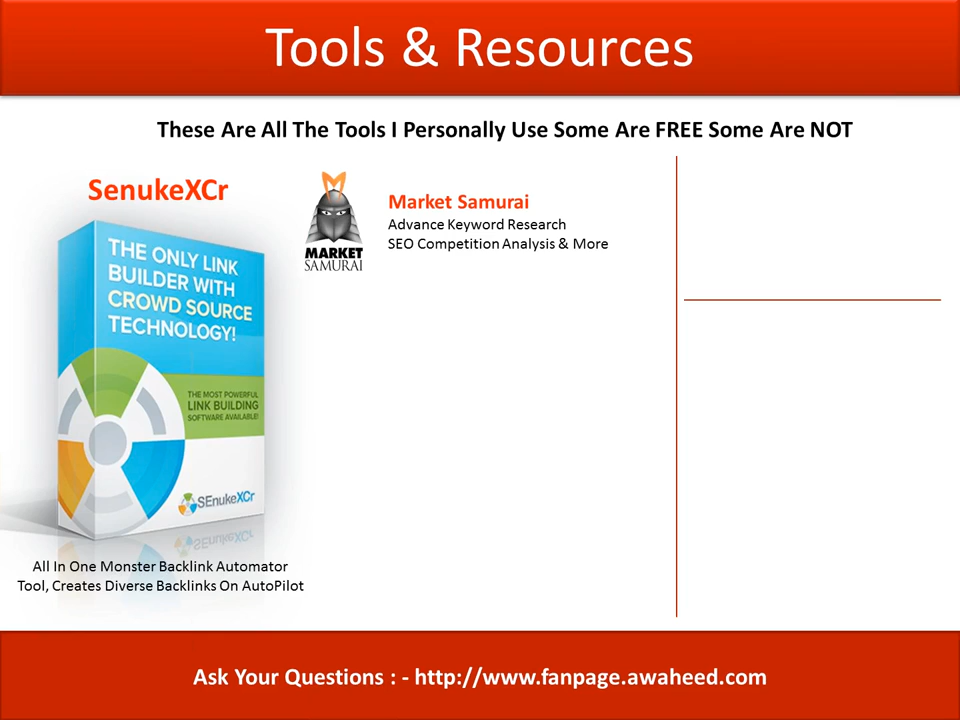 Tools & Resources
These Are All The Tools I Personally Use Some Are FREE Some Are NOT
SenukeXCr
THE ONLY LINK
BUILDER WITH
CROWD SOURCE
TECHNOLOGY!
THE MOST POWERFUL
LINK BUILDING
SOFTWARE AVAILABLE!
SEnukeXCr
All In One Monster Backlink Automator
Tool, Creates Diverse Backlinks On AutoPilot
MARKET
SAMURAI
Market Samurai
Advance Keyword Research
SEO Competition Analysis & More
Ask Your Questions : - http://www.fanpage.awaheed.com